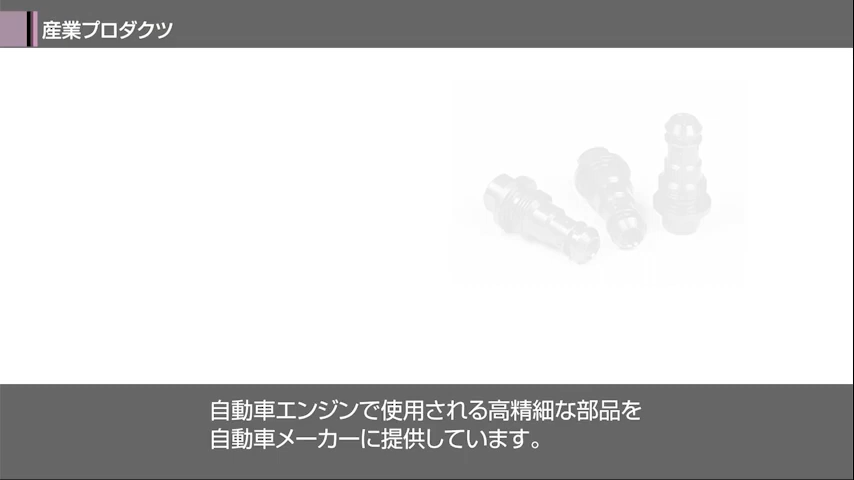 産業プロダクツ
自動車エンジンで使用される高精細な部品を
自動車メーカーに提供しています。